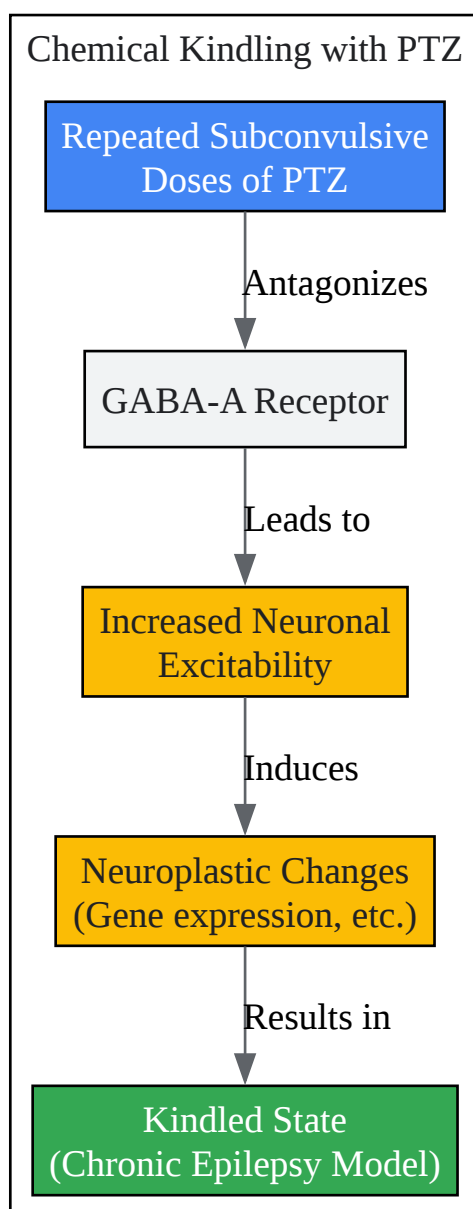 Chemical Kindling with PTZ
Repeated Subconvulsive
Doses of PTZ
Antagonizes
GABA-A Receptor
Leads to
Increased Neuronal
Excitability
Induces
Neuroplastic Changes
(Gene expression, etc.)
Results in
Kindled State
(Chronic Epilepsy Model)